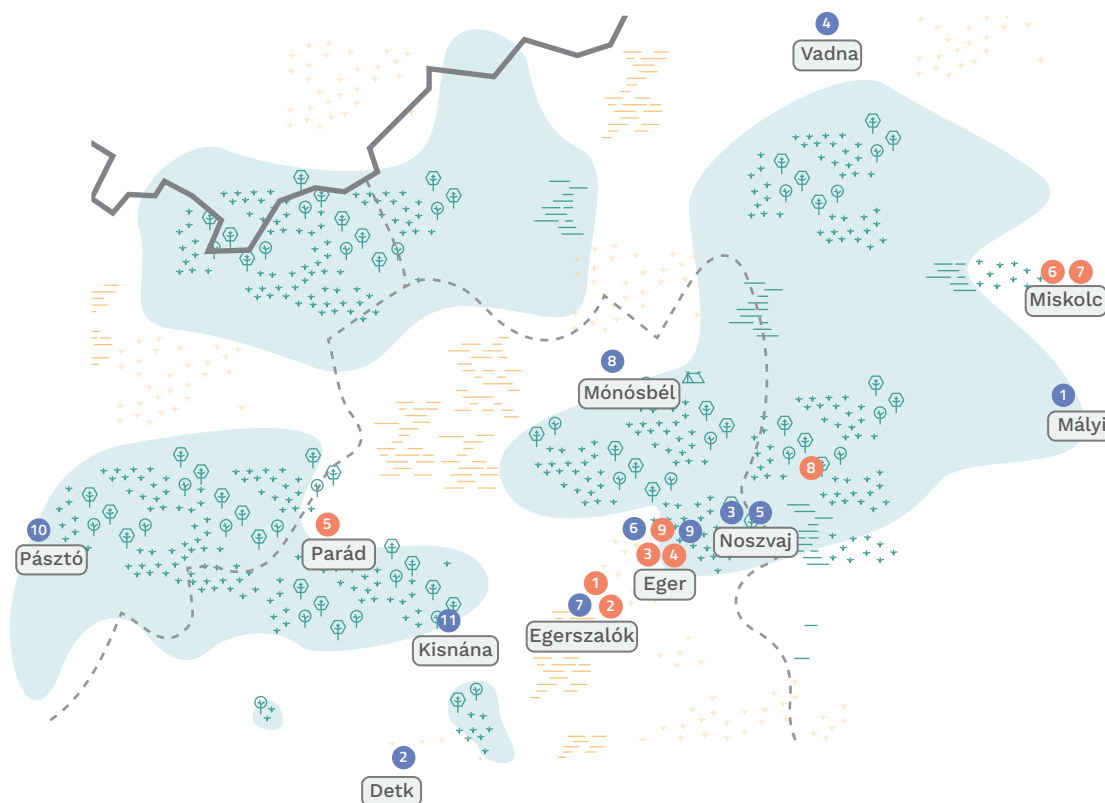 4
Vadna
6 7
Miskolc
8
Mónósbél
1
Mályi
8
10
Pásztó
5
Parád
3 5
Noszvaj
6 9 9
3 4
Eger
1
7 2
Egerszalók
11
Kisnána
2
Detk